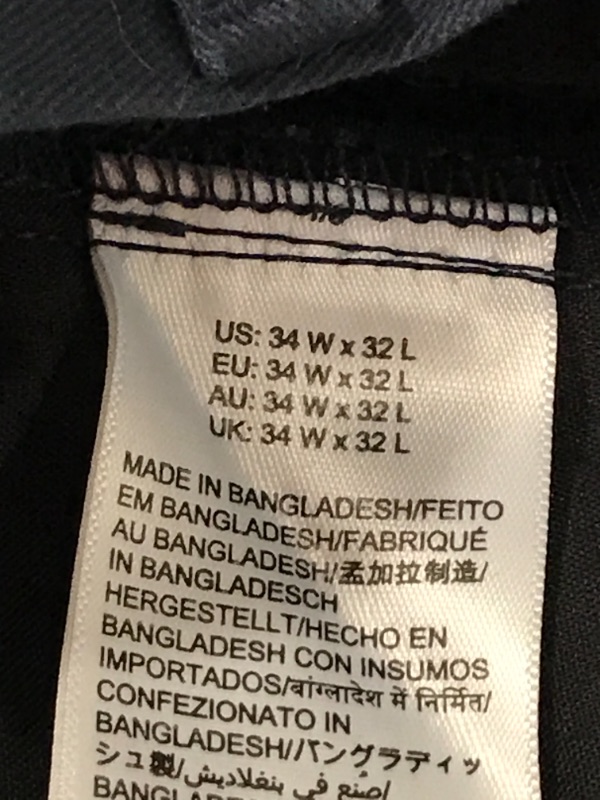 US: 34 W x 32 L
EU: 34 W x 32 L
AU: 34 W x 32 L
UK: 34 W x 32 L
MADE IN BANGLADESH/FEITO
EM BANGLADESH/FABRIQUÉ
AU BANGLADESH/孟加拉制造/
IN BANGLADESCH
HERGESTELLT/HECHO EN
BANGLADESH CON INSUMOS
IMPORTADOS/बांग्लादेश में निर्मित/
CONFEZIONATO IN
BANGLADESH//バングラディッ
シュ製/صنع في بنغلاديش/
BANGLADESH